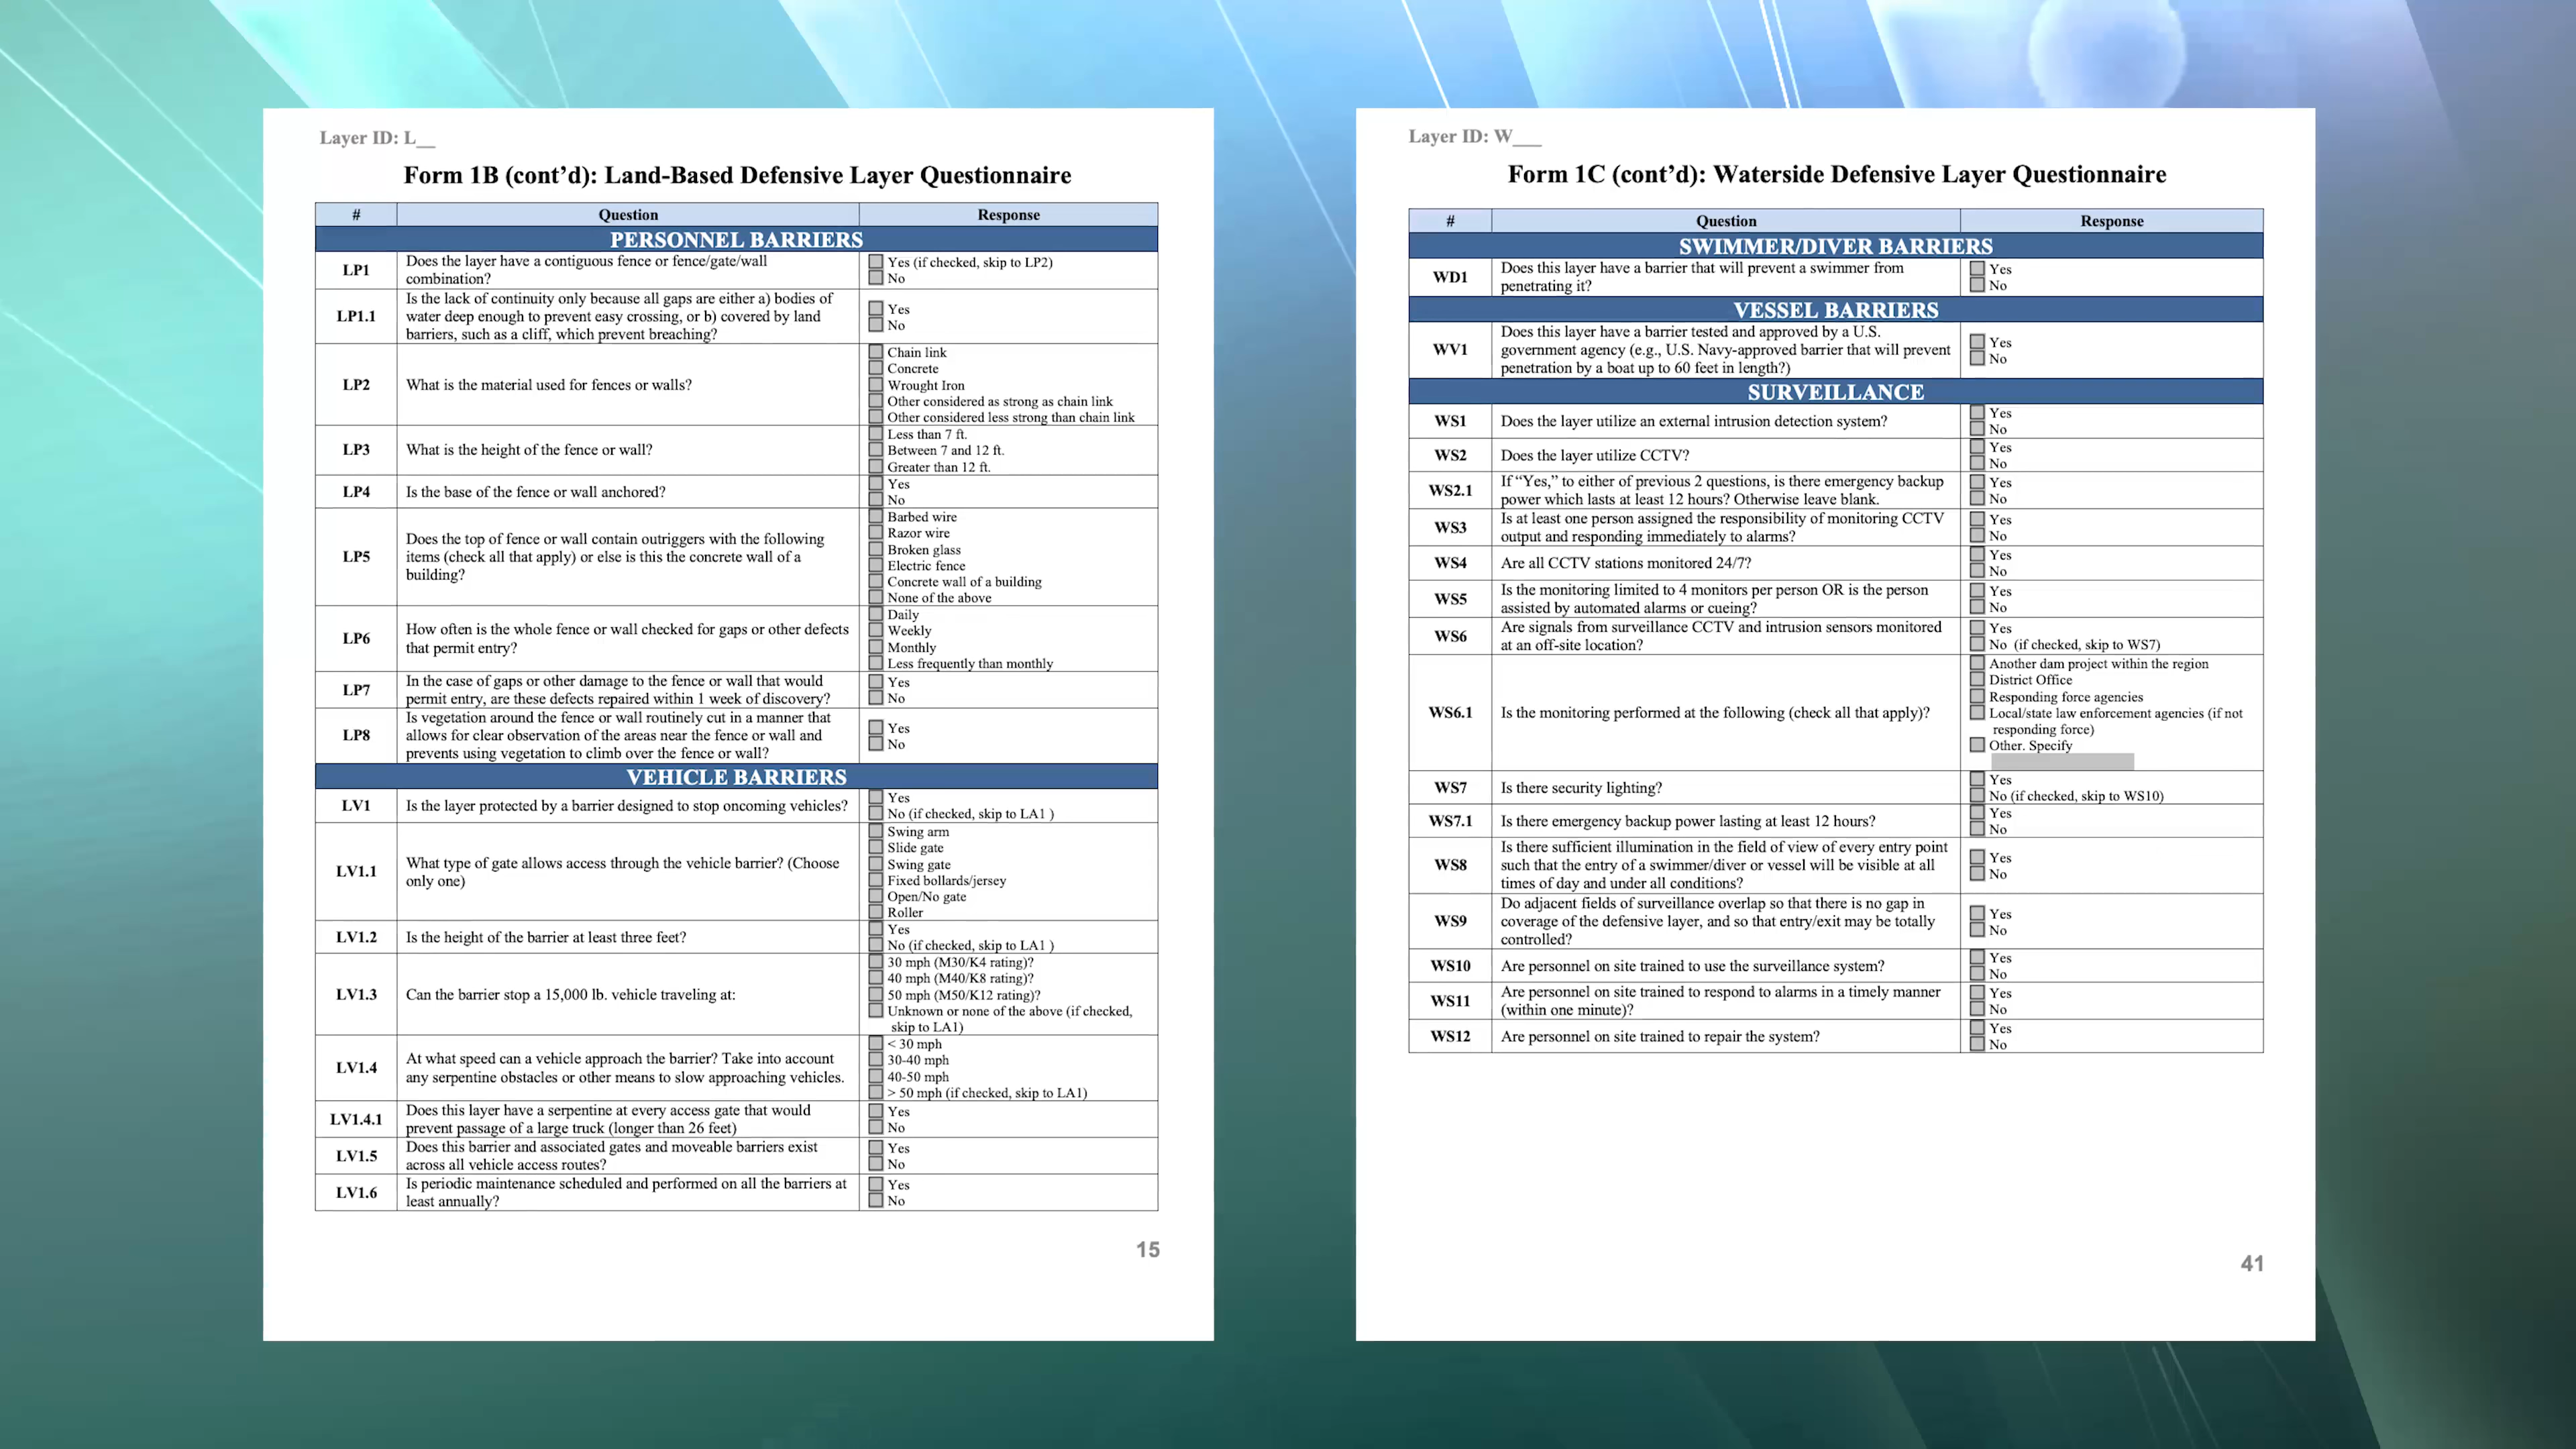 Layer ID: L__
Form 1B (cont’d): Land-Based Defensive Layer Questionnaire
# Question Response
PERSONNEL BARRIERS
LP1
Does the layer have a contiguous fence or fence/gate/wall
combination?
Yes (if checked, skip to LP2)
No
LP1.1
Is the lack of continuity only because all gaps are either a) bodies of
water deep enough to prevent easy crossing, or b) covered by land
barriers, such as a cliff, which prevent breaching?
Yes
No
LP2
What is the material used for fences or walls?
Chain link
Concrete
Wrought Iron
Other considered as strong as chain link
Other considered less strong than chain link
LP3
What is the height of the fence or wall?
Less than 7 ft.
Between 7 and 12 ft.
Greater than 12 ft.
LP4
Is the base of the fence or wall anchored?
Yes
No
LP5
Does the top of fence or wall contain outriggers with the following
items (check all that apply) or else is this the concrete wall of a
building?
Barbed wire
Razor wire
Broken glass
Electric fence
Concrete wall of a building
None of the above
LP6
How often is the whole fence or wall checked for gaps or other defects
that permit entry?
Daily
Weekly
Monthly
Less frequently than monthly
LP7
In the case of gaps or other damage to the fence or wall that would
permit entry, are these defects repaired within 1 week of discovery?
Yes
No
LP8
Is vegetation around the fence or wall routinely cut in a manner that
allows for clear observation of the areas near the fence or wall and
prevents using vegetation to climb over the fence or wall?
Yes
No
VEHICLE BARRIERS
LV1
Is the layer protected by a barrier designed to stop oncoming vehicles?
Yes
No (if checked, skip to LA1 )
LV1.1
What type of gate allows access through the vehicle barrier? (Choose
only one)
Swing arm
Slide gate
Swing gate
Fixed bollards/jersey
Open/No gate
Roller
LV1.2
Is the height of the barrier at least three feet?
Yes
No (if checked, skip to LA1 )
LV1.3
Can the barrier stop a 15,000 lb. vehicle traveling at:
30 mph (M30/K4 rating)?
40 mph (M40/K8 rating)?
50 mph (M50/K12 rating)?
Unknown or none of the above (if checked,
skip to LA1)
LV1.4
At what speed can a vehicle approach the barrier? Take into account
any serpentine obstacles or other means to slow approaching vehicles.
< 30 mph
30-40 mph
40-50 mph
> 50 mph (if checked, skip to LA1)
LV1.4.1
Does this layer have a serpentine at every access gate that would
prevent passage of a large truck (longer than 26 feet)
Yes
No
LV1.5
Does this barrier and associated gates and moveable barriers exist
across all vehicle access routes?
Yes
No
LV1.6
Is periodic maintenance scheduled and performed on all the barriers at
least annually?
Yes
No
15
Layer ID: W___
Form 1C (cont’d): Waterside Defensive Layer Questionnaire
# Question Response
SWIMMER/DIVER BARRIERS
WD1
Does this layer have a barrier that will prevent a swimmer from
penetrating it?
Yes
No
VESSEL BARRIERS
WV1
Does this layer have a barrier tested and approved by a U.S.
government agency (e.g., U.S. Navy-approved barrier that will prevent
penetration by a boat up to 60 feet in length?)
Yes
No
SURVEILLANCE
WS1
Does the layer utilize an external intrusion detection system?
Yes
No
WS2
Does the layer utilize CCTV?
Yes
No
WS2.1
If “Yes,” to either of previous 2 questions, is there emergency backup
power which lasts at least 12 hours? Otherwise leave blank.
Yes
No
WS3
Is at least one person assigned the responsibility of monitoring CCTV
output and responding immediately to alarms?
Yes
No
WS4
Are all CCTV stations monitored 24/7?
Yes
No
WS5
Is the monitoring limited to 4 monitors per person OR is the person
assisted by automated alarms or cueing?
Yes
No
WS6
Are signals from surveillance CCTV and intrusion sensors monitored
at an off-site location?
Yes
No (if checked, skip to WS7)
WS6.1
Is the monitoring performed at the following (check all that apply)?
Another dam project within the region
District Office
Responding force agencies
Local/state law enforcement agencies (if not
responding force)
Other. Specify
WS7
Is there security lighting?
Yes
No (if checked, skip to WS10)
WS7.1
Is there emergency backup power lasting at least 12 hours?
Yes
No
WS8
Is there sufficient illumination in the field of view of every entry point
such that the entry of a swimmer/diver or vessel will be visible at all
times of day and under all conditions?
Yes
No
WS9
Do adjacent fields of surveillance overlap so that there is no gap in
coverage of the defensive layer, and so that entry/exit may be totally
controlled?
Yes
No
WS10
Are personnel on site trained to use the surveillance system?
Yes
No
WS11
Are personnel on site trained to respond to alarms in a timely manner
(within one minute)?
Yes
No
WS12
Are personnel on site trained to repair the system?
Yes
No
41